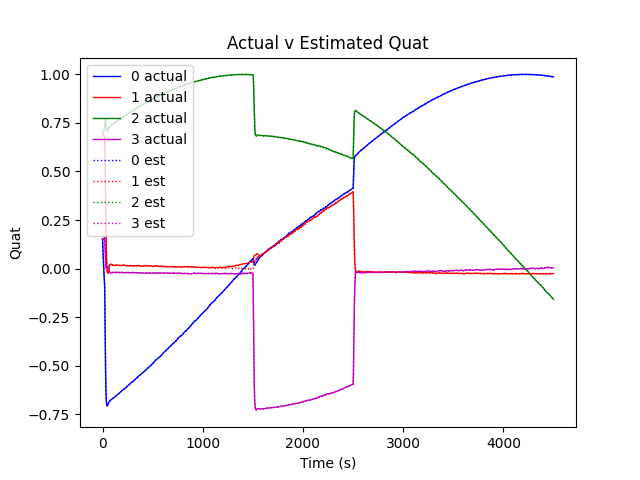 Actual v Estimated Quat
0 actual
1 actual
2 actual
3 actual
0 est
1 est
2 est
3 est
1.00
0.75
0.50
0.25
0.00
−0.25
−0.50
−0.75
Quat
0 1000 2000 3000 4000
Time (s)